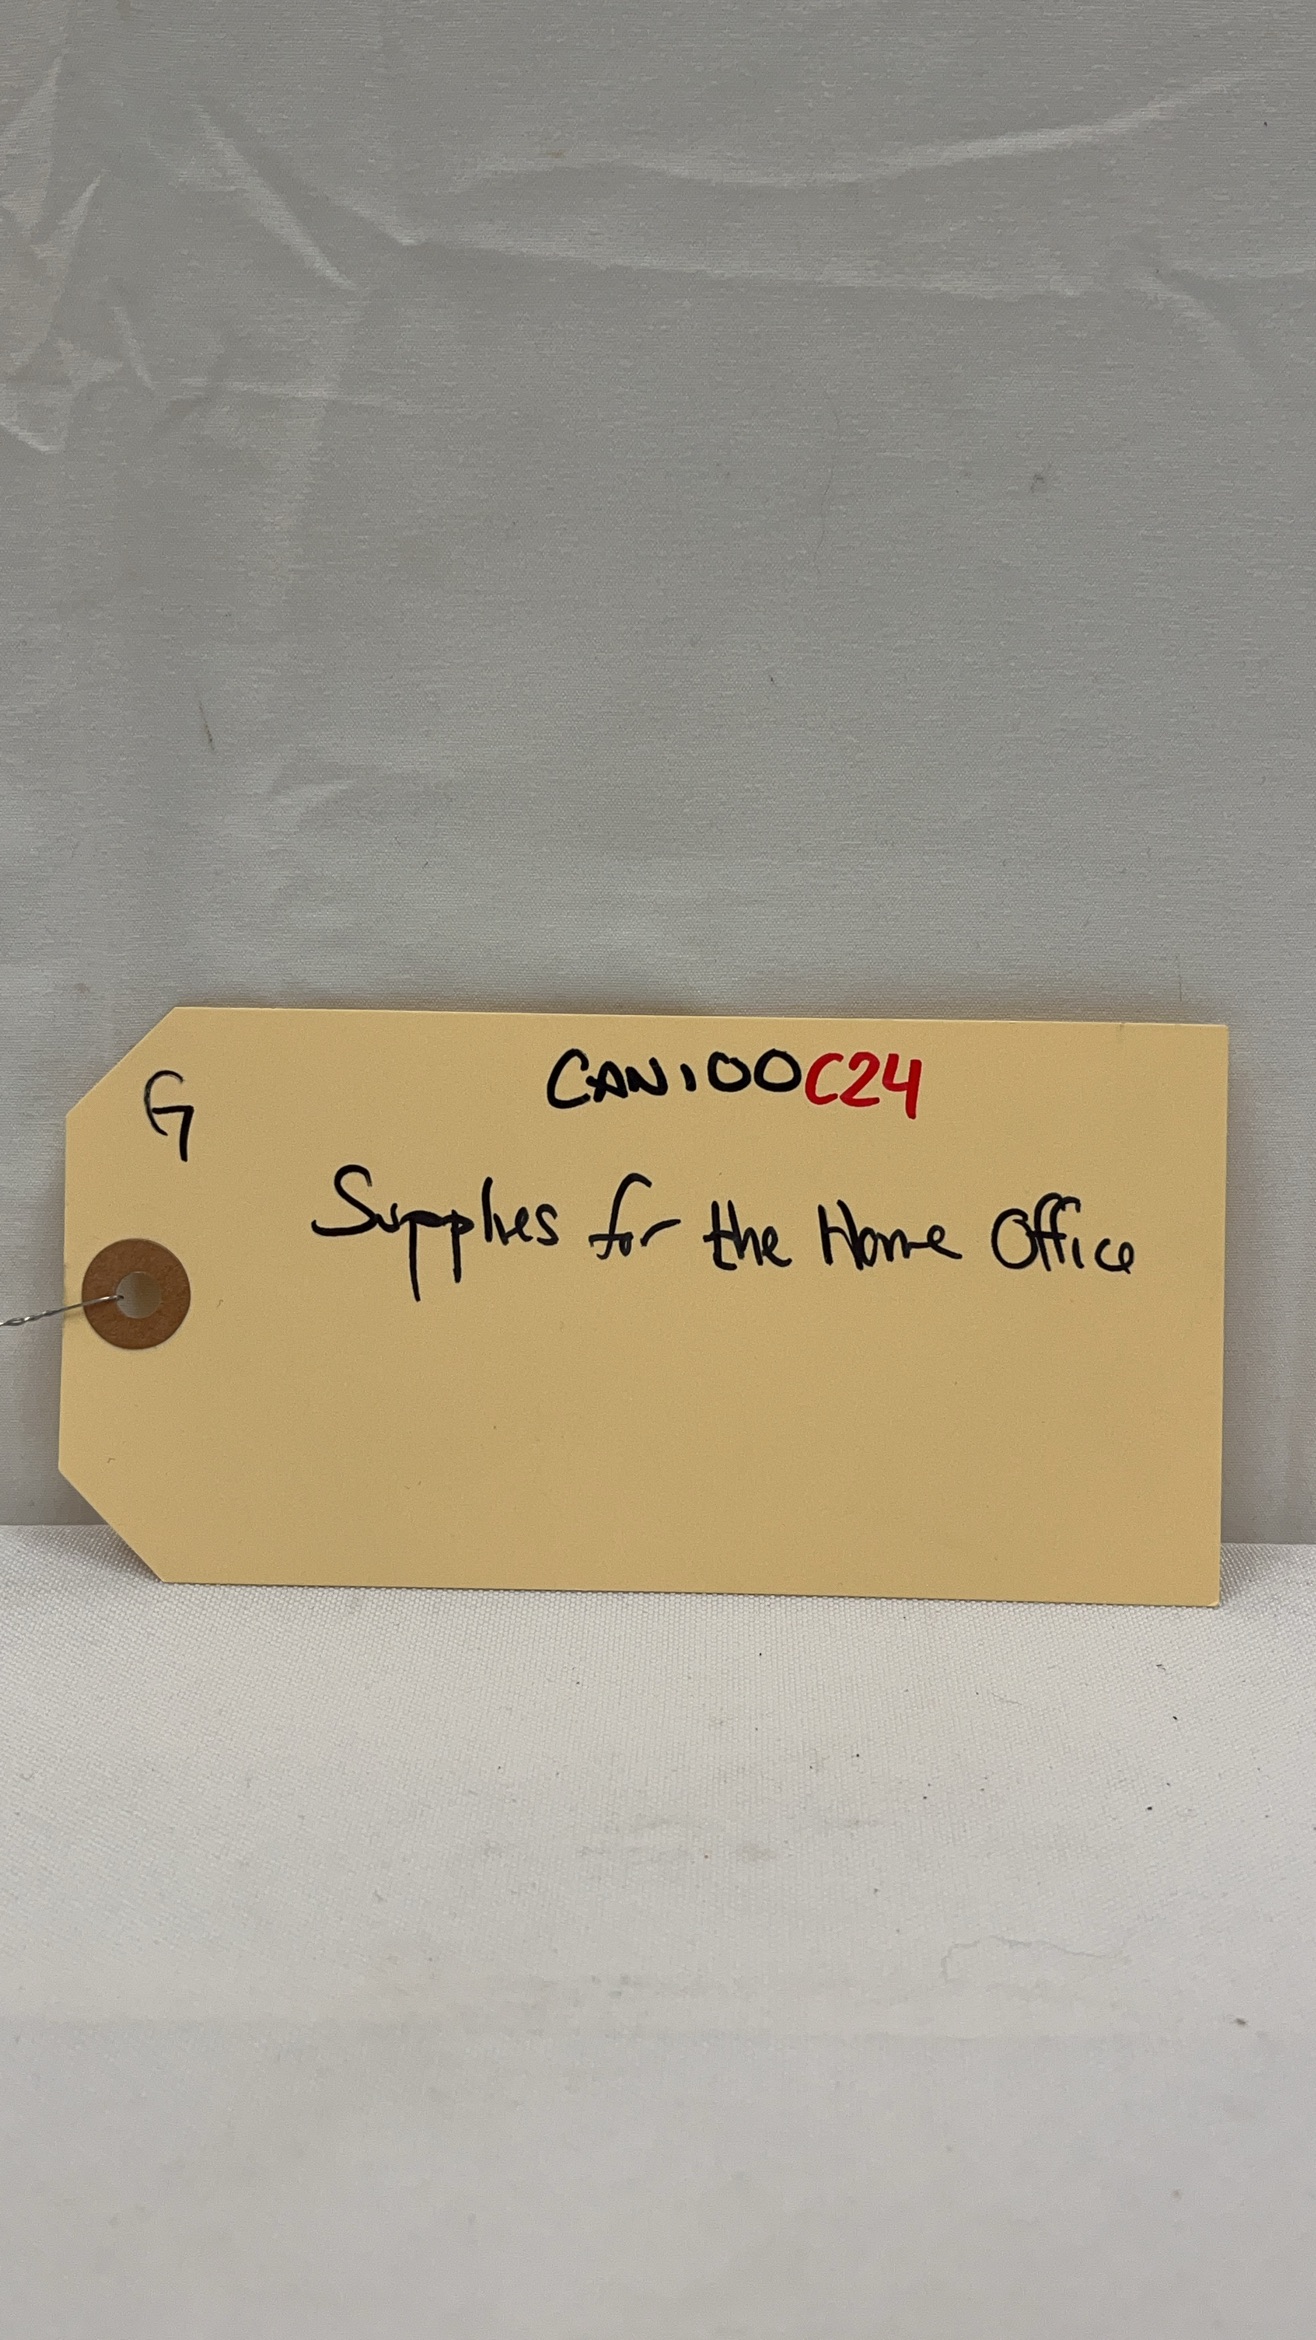 G
CAN100C24
Supplies for the Home Office